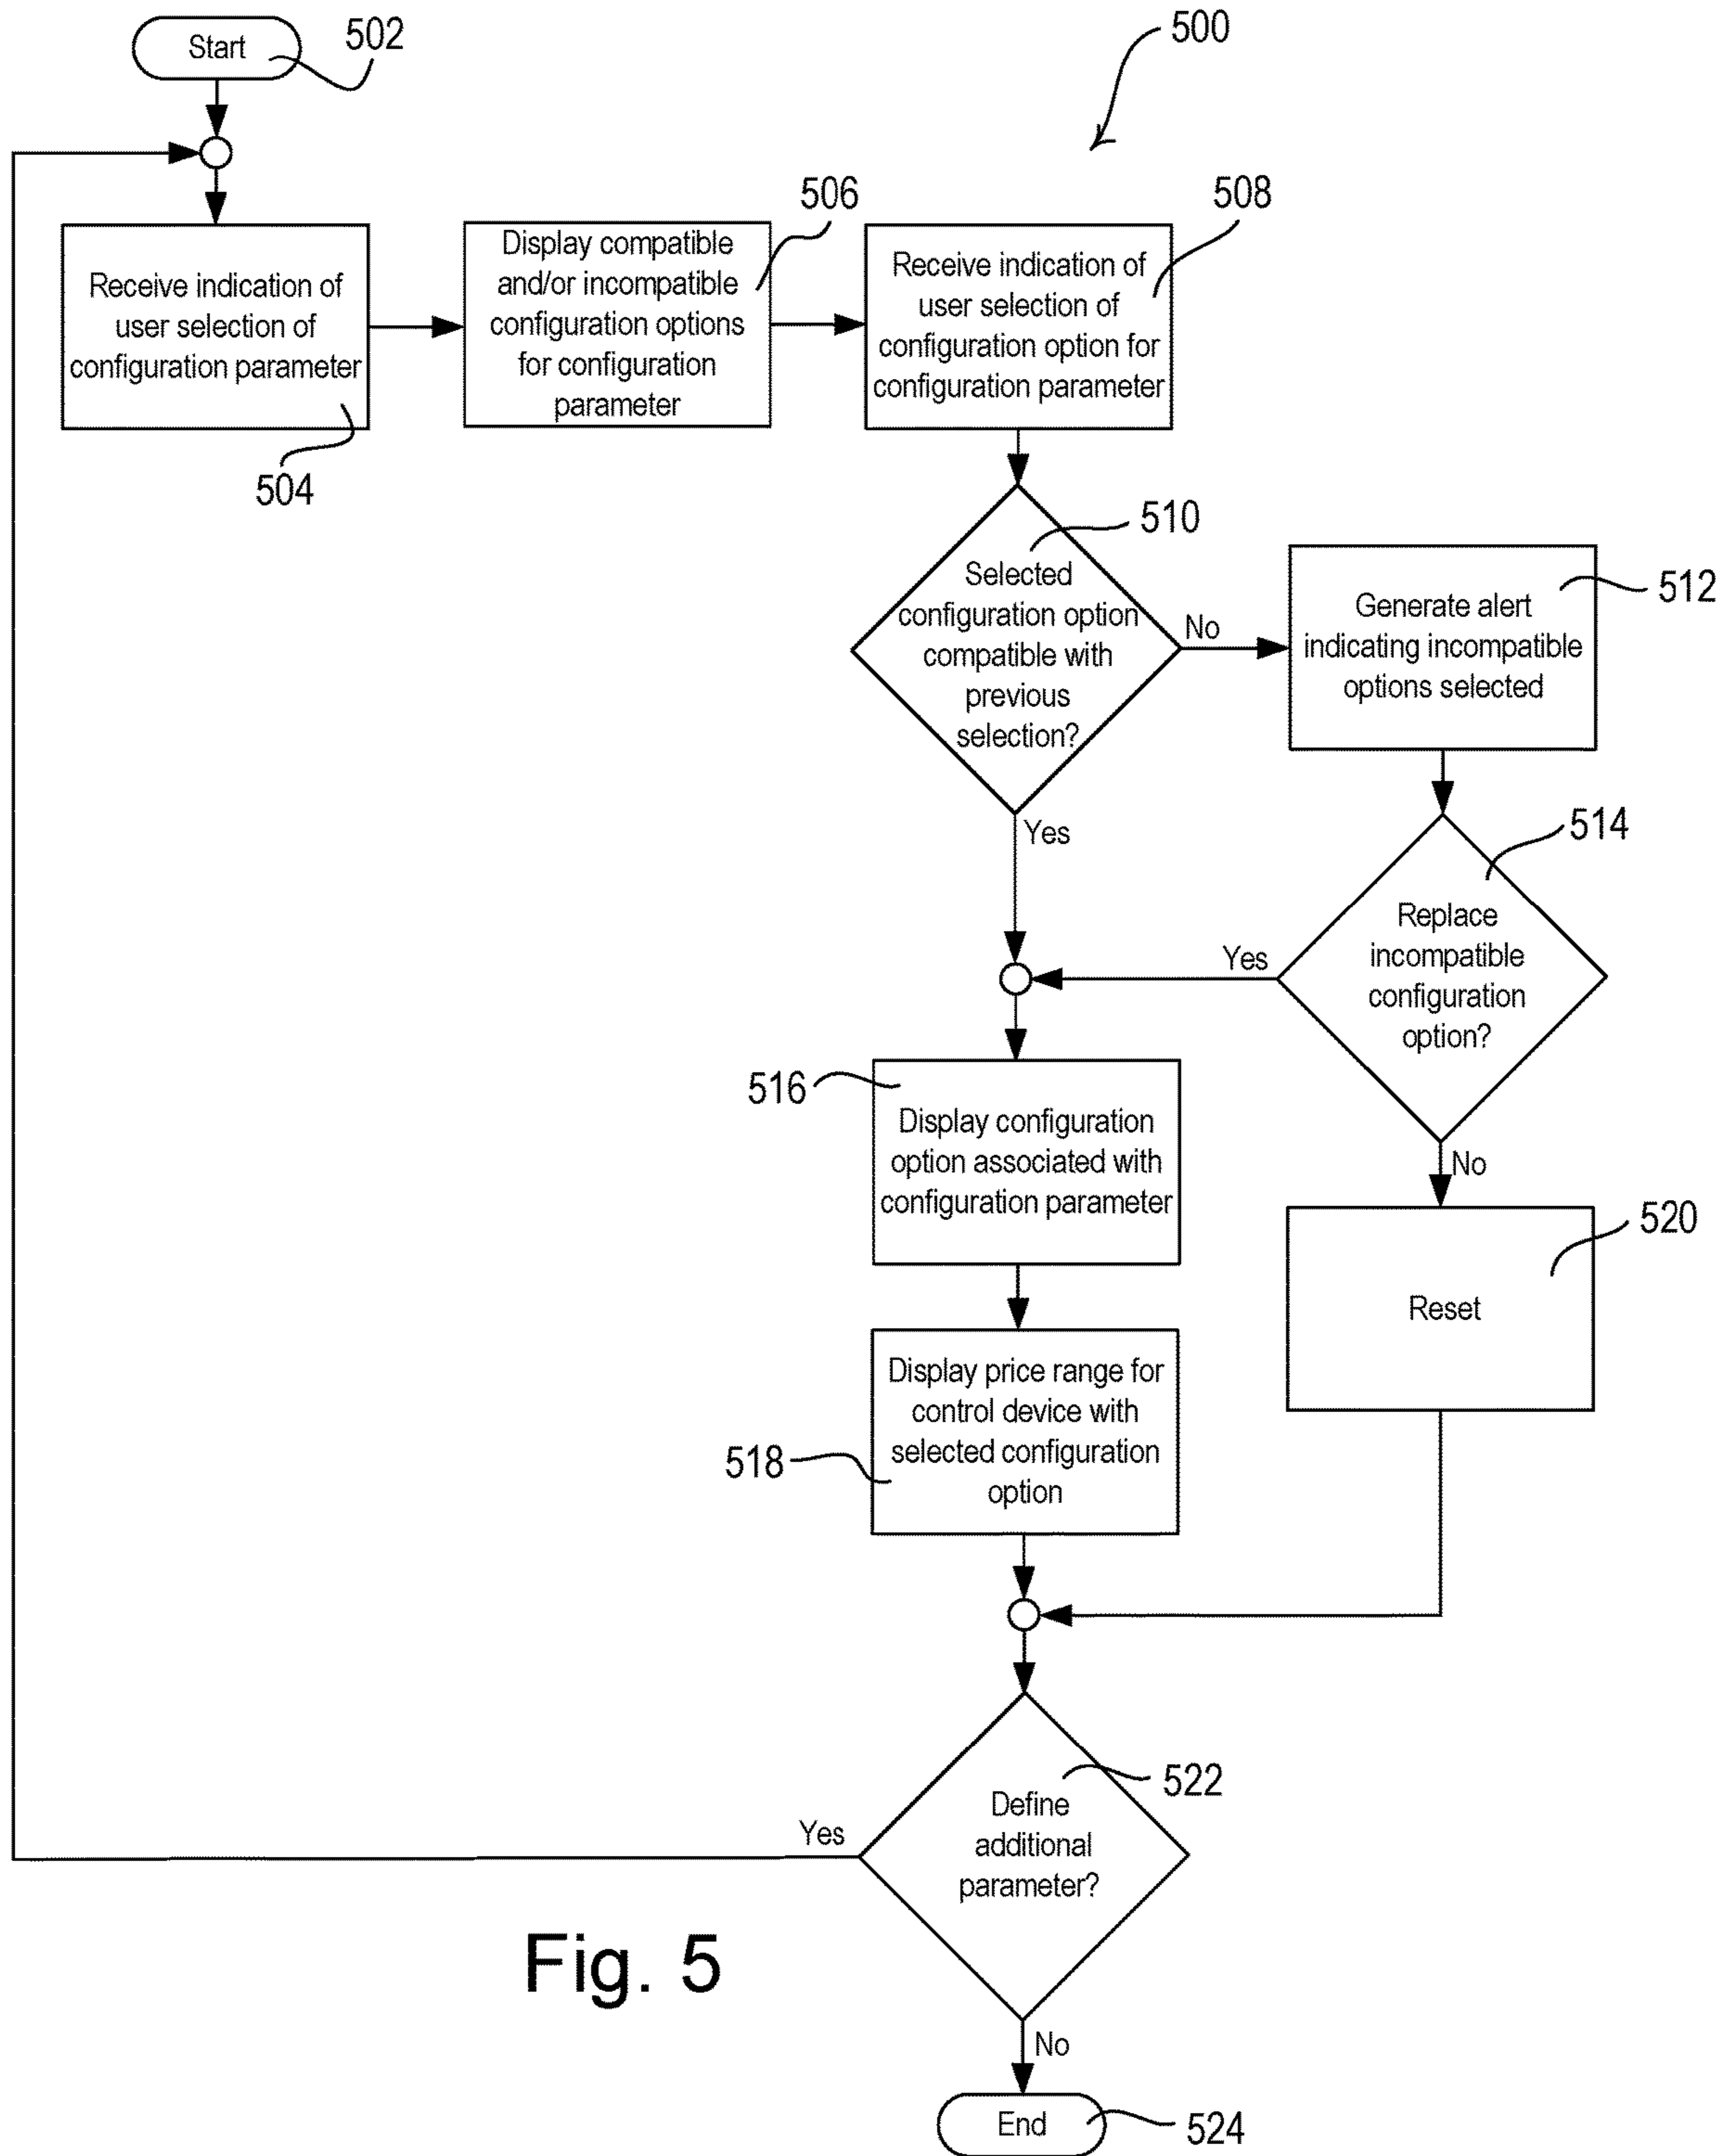 Start
502
500
Receive indication of
user selection of
configuration parameter
504
Display compatible
and/or incompatible
configuration options
for configuration
parameter
506
Receive indication of
user selection of
configuration option for
configuration parameter
508
Selected
configuration option
compatible with
previous
selection?
510
No
Yes
Generate alert
indicating incompatible
options selected
512
Replace
incompatible
configuration
option?
514
Yes
No
516
Display configuration
option associated with
configuration parameter
Reset
520
518
Display price range for
control device with
selected configuration
option
Define
additional
parameter?
522
Yes
No
Fig. 5
End
524